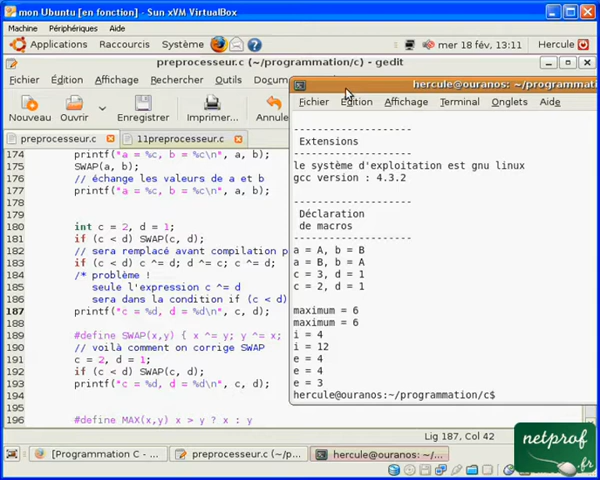 mon Ubuntu [en fonction] - Sun xVM VirtualBox
Machine Périphériques Aide
Applications Raccourcis Système mer 18 fév, 13:11 Hercule
preprocesseur.c (~/programmation/c) - gedit
Fichier Édition Affichage Rechercher Outils Docum
Nouveau Ouvrir Enregistrer Imprimer... Annuler
preprocesseur.c 11preprocesseur.c
174 printf("a = %c, b = %c\n", a, b);
175 SWAP(a, b);
176 // échange les valeurs de a et b
177 printf("a = %c, b = %c\n", a, b);
178
179
180 int c = 2, d = 1;
181 if (c < d) SWAP(c, d);
182 // sera remplacé avant compilation p
183 if (c < d) c ^= d; d ^= c; c ^= d;
184 /* problème !
185 seule l'expression c ^= d
186 sera dans la condition if (c < d)
187 printf("c = %d, d = %d\n", c, d);
188
189 #define SWAP(x,y) { x ^= y; y ^= x;
190 // voilà comment on corrige SWAP
191 c = 2, d = 1;
192 if (c < d) SWAP(c, d);
193 printf("c = %d, d = %d\n", c, d);
194
195
196 #define MAX(x,y) x > y ? x : y
Lig 187, Col 42
hercule@ouranos: ~/programmati
Fichier Édition Affichage Terminal Onglets Aide
--------------------
Extensions
--------------------
le système d'exploitation est gnu linux
gcc version : 4.3.2
--------------------
Déclaration
de macros
--------------------
a = A, b = B
a = B, b = A
c = 3, d = 1
c = 2, d = 1
maximum = 6
maximum = 6
i = 4
i = 12
e = 4
e = 4
e = 3
hercule@ouranos:~/programmation/c$
[Programmation C - ... preprocesseur.c (~/p... hercule@ouranos: ~/...
netprof
.fr